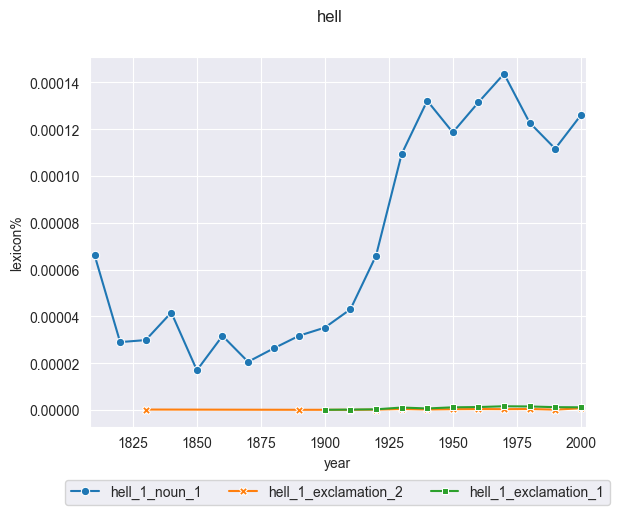 hell
0.00014
0.00012
0.00010
0.00008
0.00006
0.00004
0.00002
0.00000
lexicon%
1825 1850 1875 1900 1925 1950 1975 2000
year
hell_1_noun_1 hell_1_exclamation_2 hell_1_exclamation_1